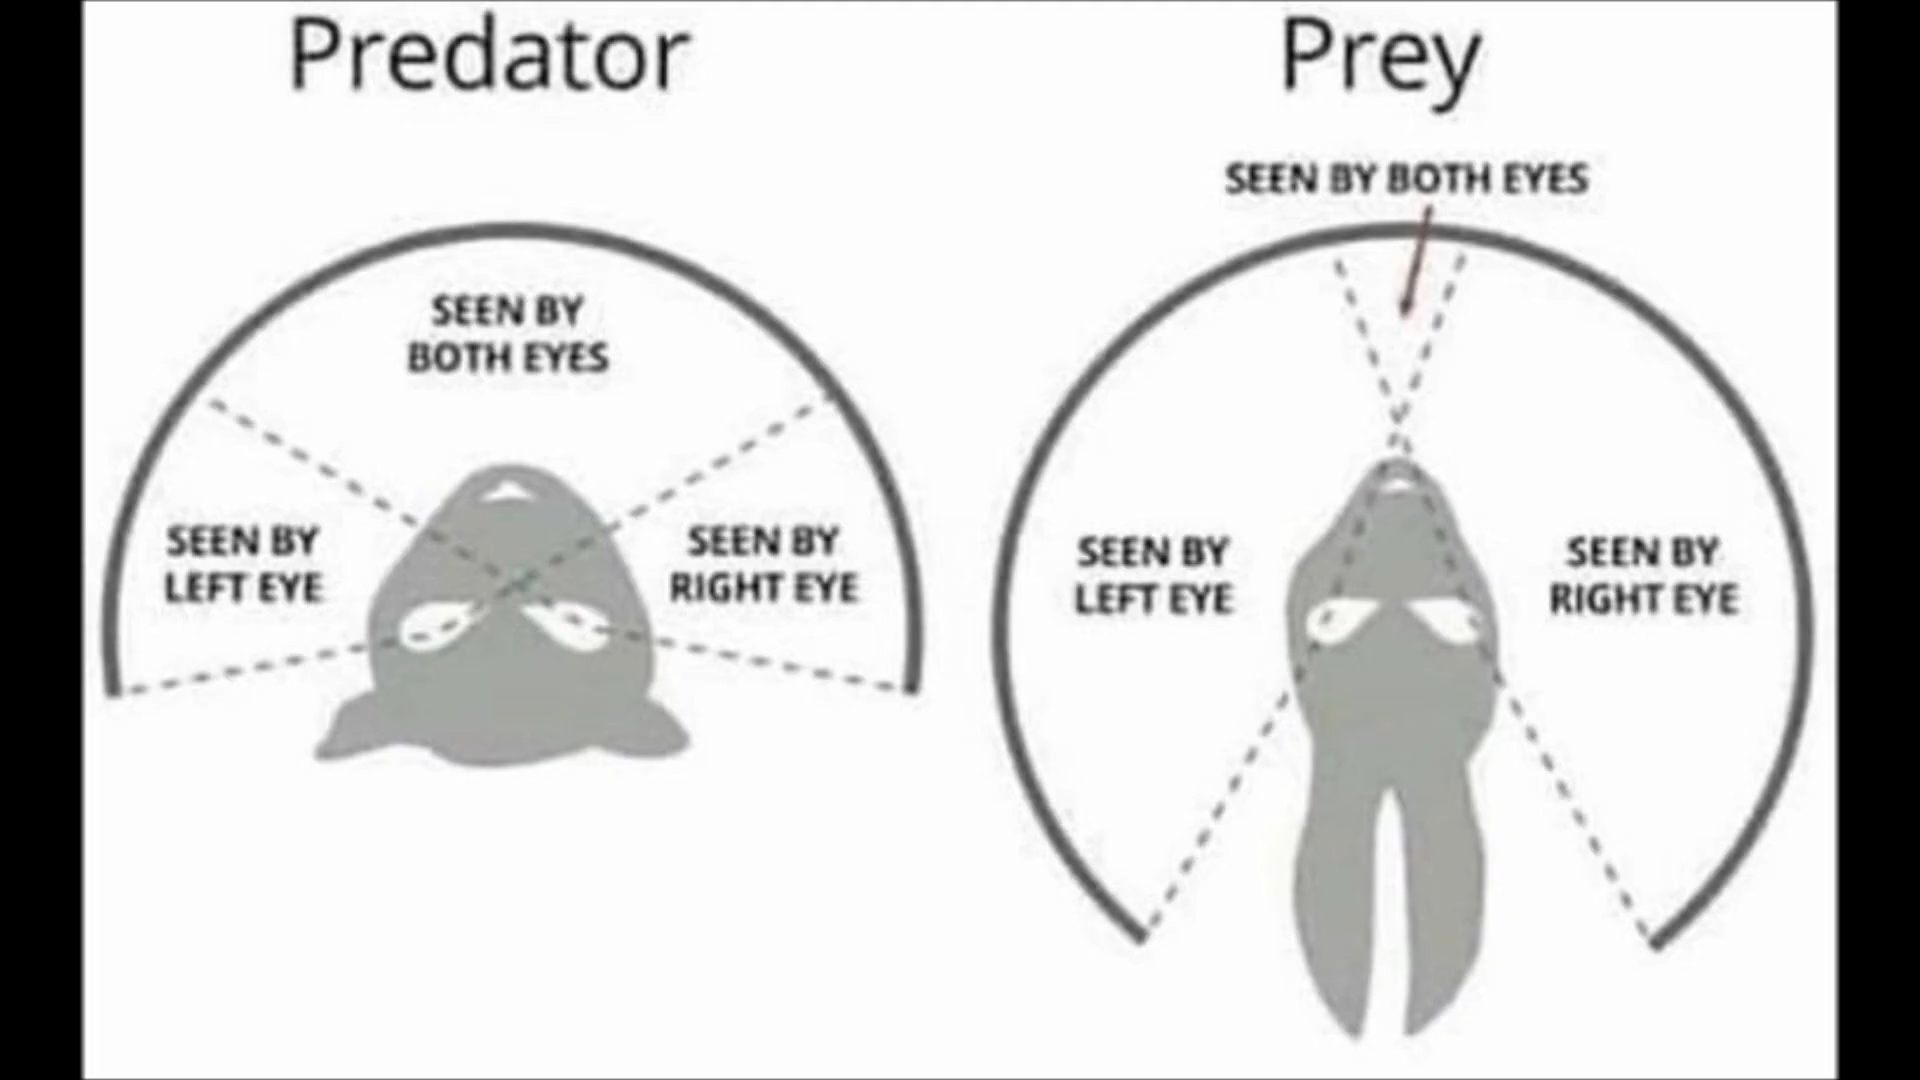 Predator
SEEN BY
BOTH EYES
SEEN BY
LEFT EYE
SEEN BY
RIGHT EYE
Prey
SEEN BY BOTH EYES
SEEN BY
LEFT EYE
SEEN BY
RIGHT EYE